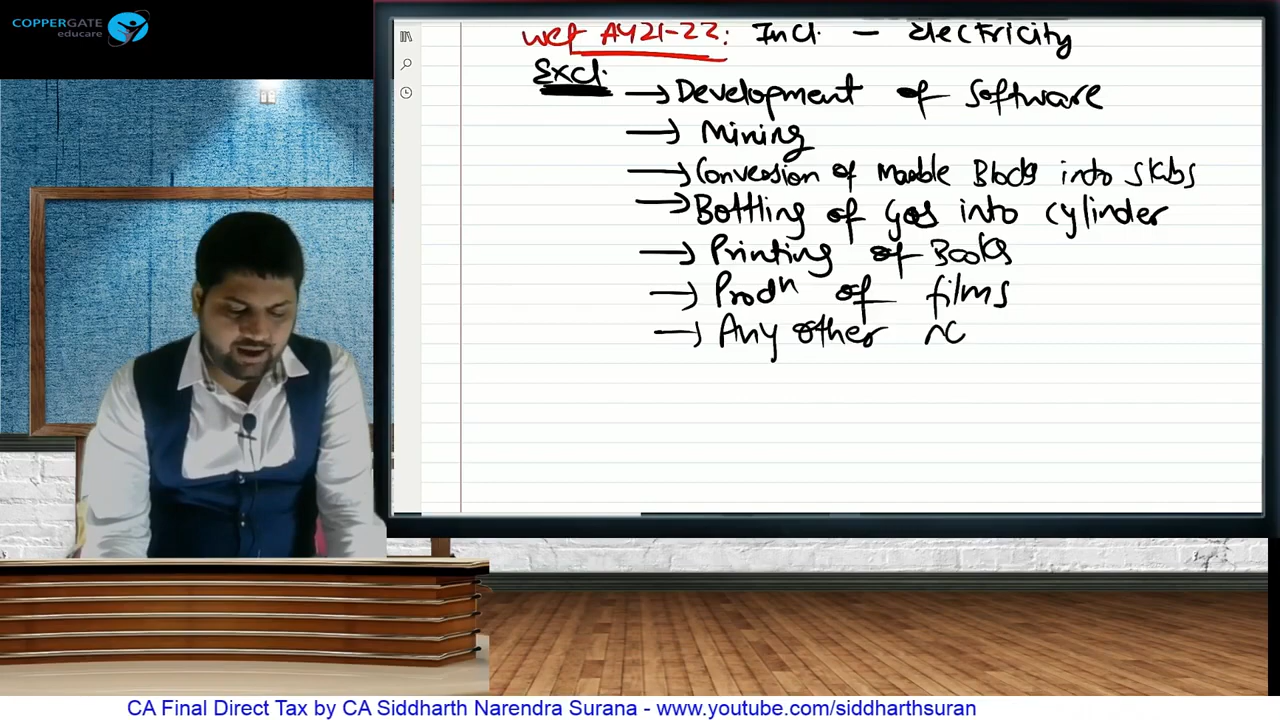 COPPERGATE
educare
wef AY21-22: Incl. - Electricity
Excl.
→ Development of Software
→ Mining
→ Conversion of Marble Blocks into Slabs
→ Bottling of Gas into cylinder
→ Printing of Books
→ Prodn of films
→ Any other
CA Final Direct Tax by CA Siddharth Narendra Surana - www.youtube.com/siddharthsuran